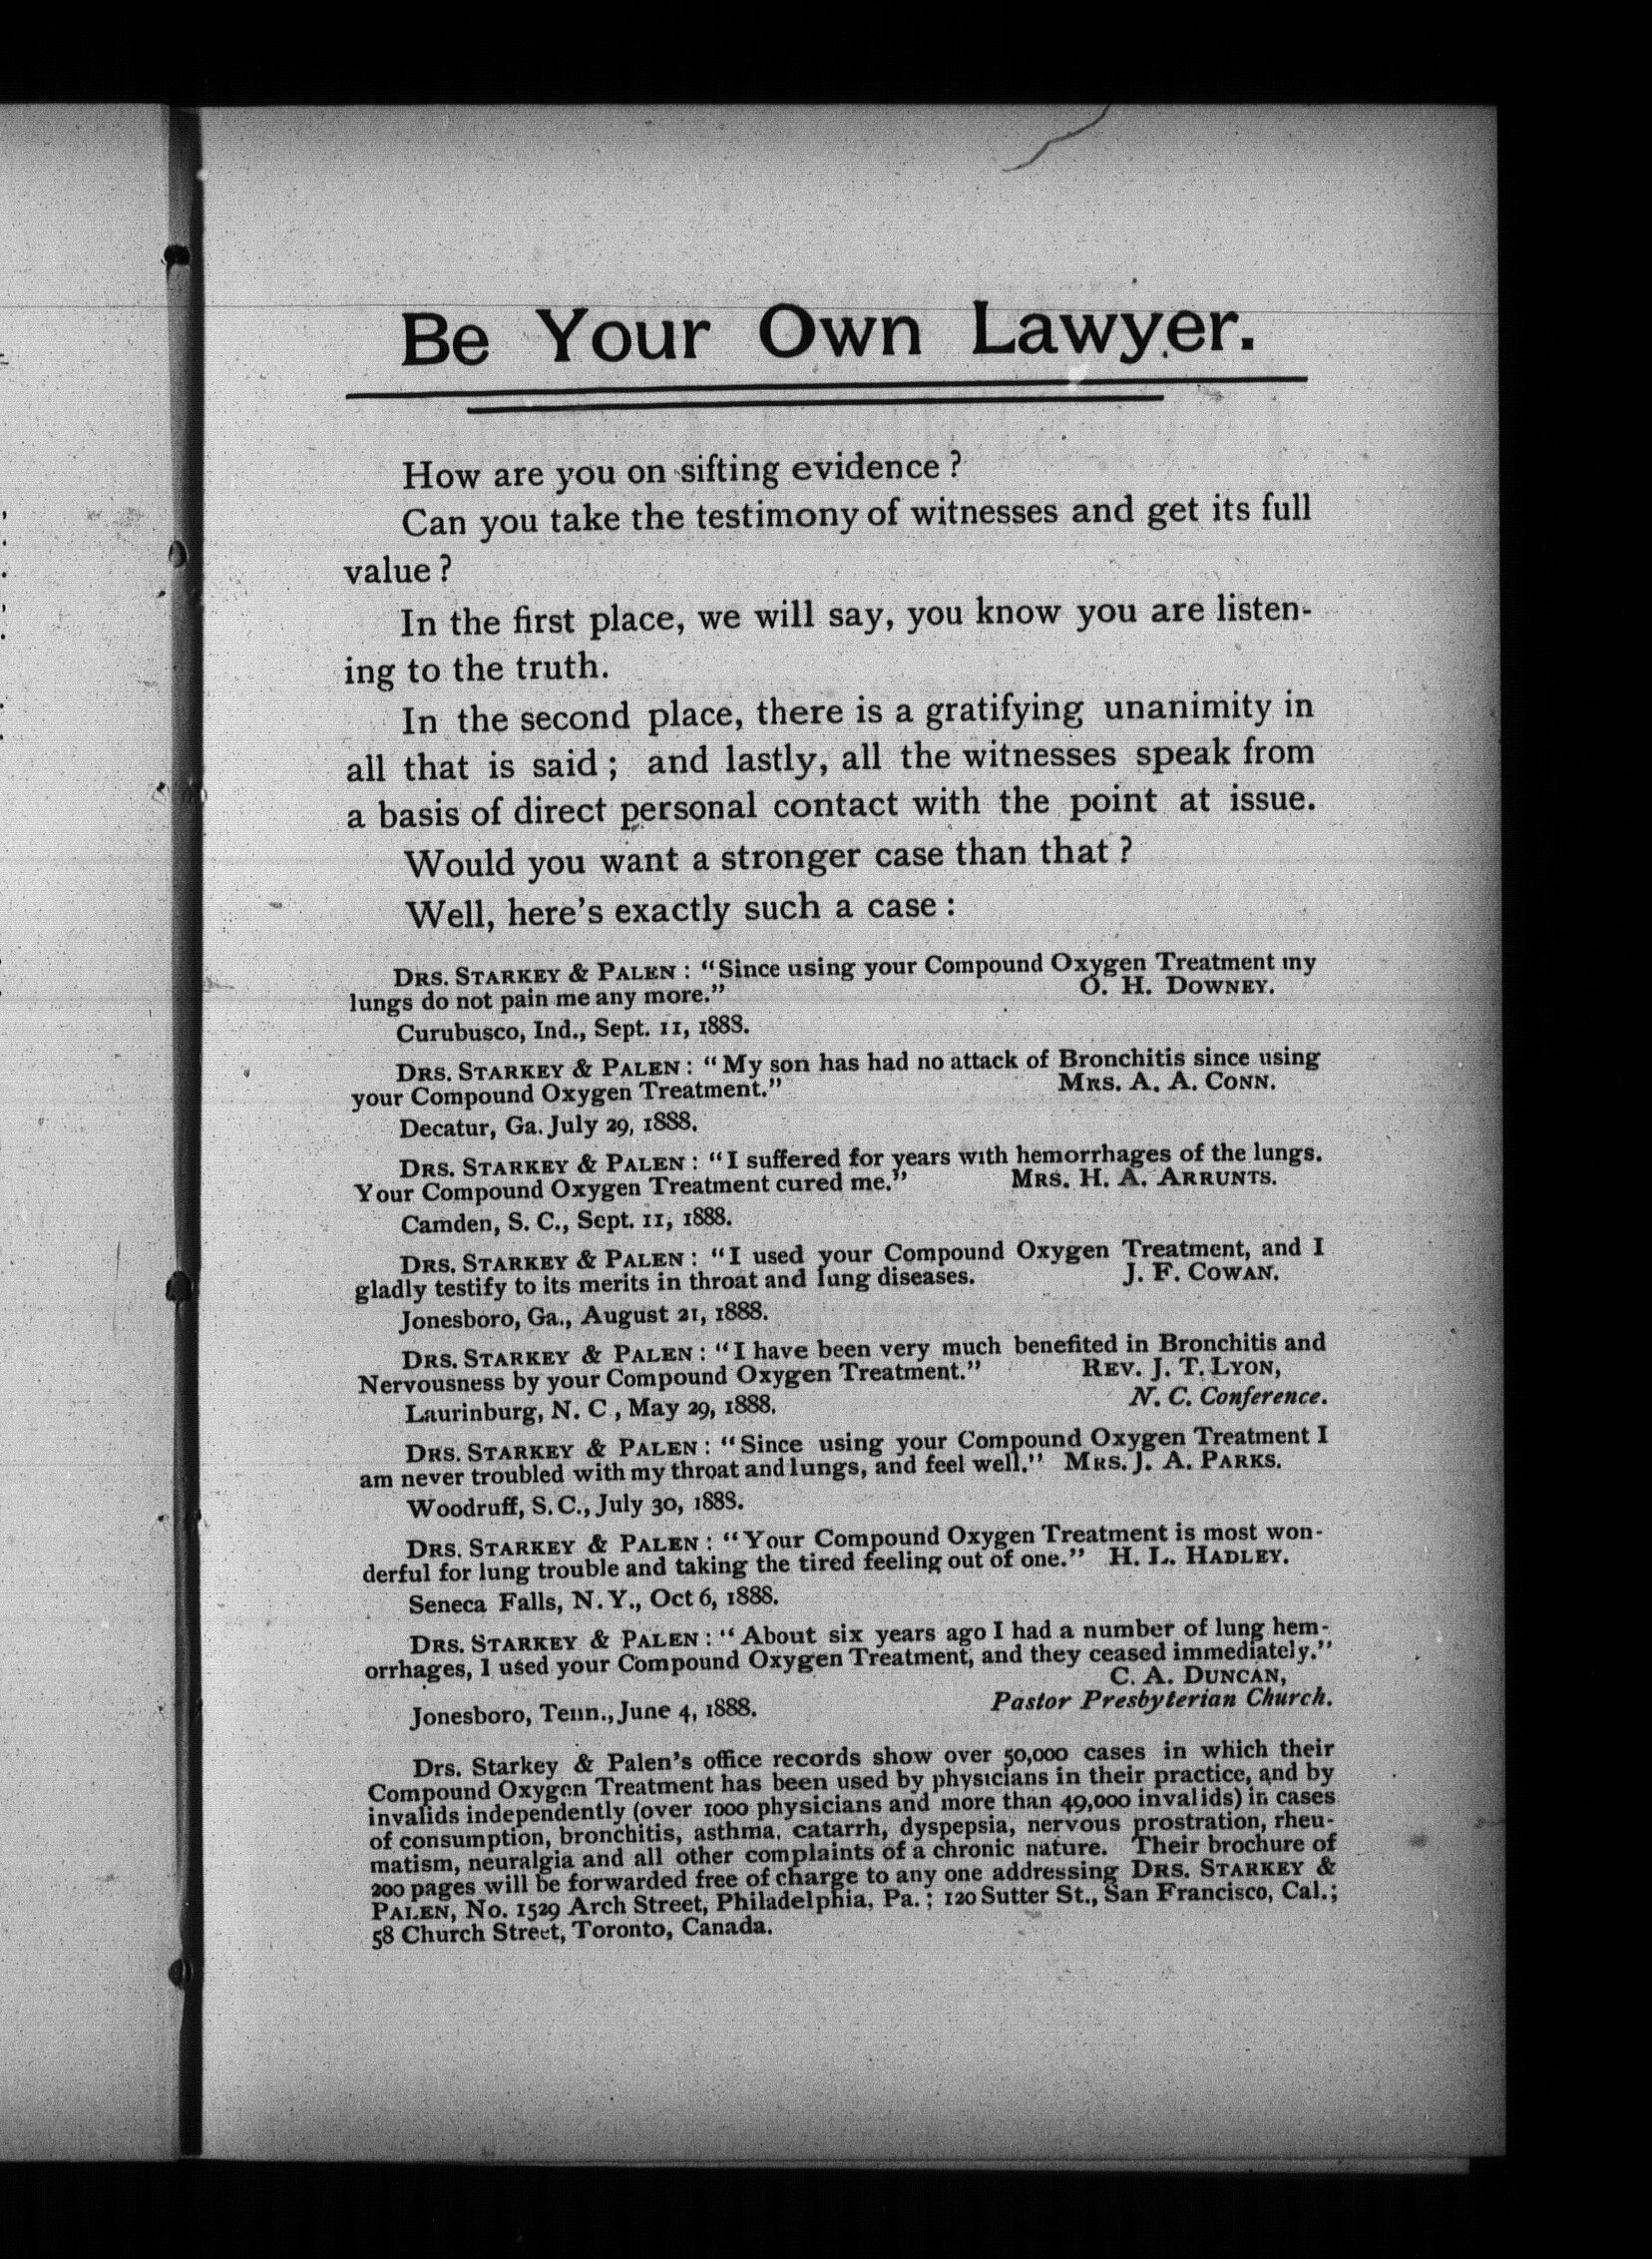 Be Your Own Lawyer.
How are you on sifting evidence ?
Can you take the testimony of witnesses and get its full
value ?
In the first place, we will say, you know you are listen-
ing to the truth.
In the second place, there is a gratifying unanimity in
all that is said ; and lastly, all the witnesses speak from
a basis of direct personal contact with the point at issue.
Would you want a stronger case than that ?
Well, here's exactly such a case :
DRS. STARKEY & PALEN : "Since using your Compound Oxygen Treatment my
lungs do not pain me any more." O. H. DOWNEY.
Curubusco, Ind., Sept. 11, 1888.
DRS. STARKEY & PALEN : "My son has had no attack of Bronchitis since using
your Compound Oxygen Treatment." MRS. A. A. CONN.
Decatur, Ga. July 29, 1888.
DRS. STARKEY & PALEN : "I suffered for years with hemorrhages of the lungs.
Your Compound Oxygen Treatment cured me." MRS. H. A. ARRUNTS.
Camden, S. C., Sept. 11, 1888.
DRS. STARKEY & PALEN : "I used your Compound Oxygen Treatment, and I
gladly testify to its merits in throat and lung diseases. J. F. COWAN.
Jonesboro, Ga., August 21, 1888.
DRS. STARKEY & PALEN : "I have been very much benefited in Bronchitis and
Nervousness by your Compound Oxygen Treatment." REV. J. T. LYON,
Laurinburg, N. C , May 29, 1888. N. C. Conference.
DRS. STARKEY & PALEN : "Since using your Compound Oxygen Treatment I
am never troubled with my throat and lungs, and feel well." MRS. J. A. PARKS.
Woodruff, S. C., July 30, 1888.
DRS. STARKEY & PALEN : "Your Compound Oxygen Treatment is most won-
derful for lung trouble and taking the tired feeling out of one." H. L. HADLEY.
Seneca Falls, N. Y., Oct 6, 1888.
DRS. STARKEY & PALEN : "About six years ago I had a number of lung hem-
orrhages, I used your Compound Oxygen Treatment, and they ceased immediately."
C. A. DUNCAN,
Jonesboro, Tenn., June 4, 1888. Pastor Presbyterian Church.
Drs. Starkey & Palen's office records show over 50,000 cases in which their
Compound Oxygen Treatment has been used by physicians in their practice, and by
invalids independently (over 1000 physicians and more than 49,000 invalids) in cases
of consumption, bronchitis, asthma, catarrh, dyspepsia, nervous prostration, rheu-
matism, neuralgia and all other complaints of a chronic nature. Their brochure of
200 pages will be forwarded free of charge to any one addressing DRS. STARKEY &
PALEN, No. 1529 Arch Street, Philadelphia, Pa. ; 120 Sutter St., San Francisco, Cal.;
58 Church Street, Toronto, Canada.